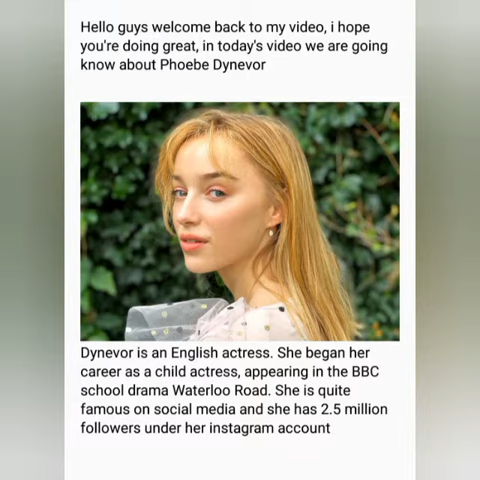 Hello guys welcome back to my video, i hope
you're doing great, in today's video we are going
know about Phoebe Dynevor
Dynevor is an English actress. She began her
career as a child actress, appearing in the BBC
school drama Waterloo Road. She is quite
famous on social media and she has 2.5 million
followers under her instagram account